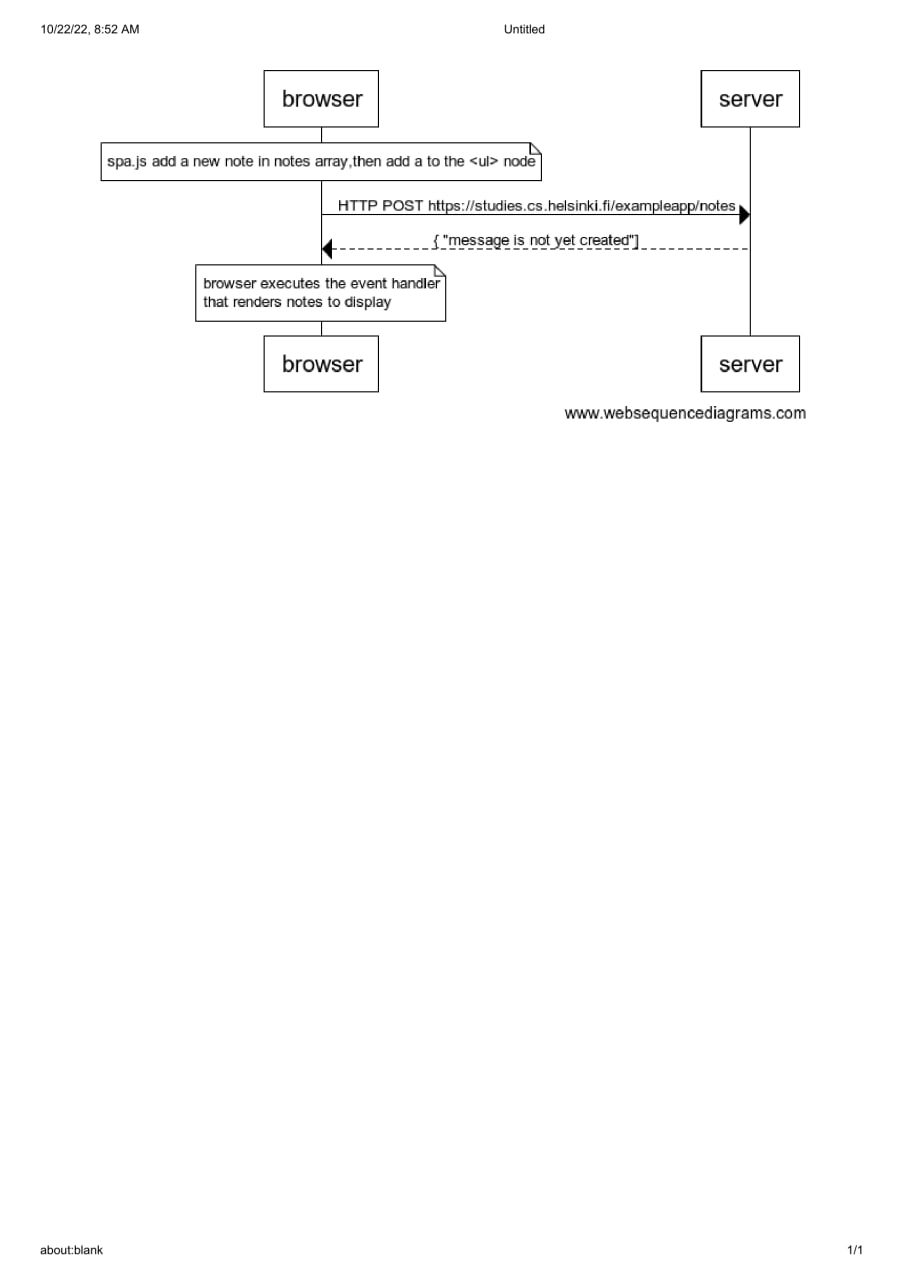 10/22/22, 8:52 AM
Untitled
browser
server
spa.js add a new note in notes array,then add a to the <ul> node
HTTP POST https://studies.cs.helsinki.fi/exampleapp/notes
{ "message is not yet created"]
browser executes the event handler
that renders notes to display
browser
server
www.websequencediagrams.com
about:blank
1/1